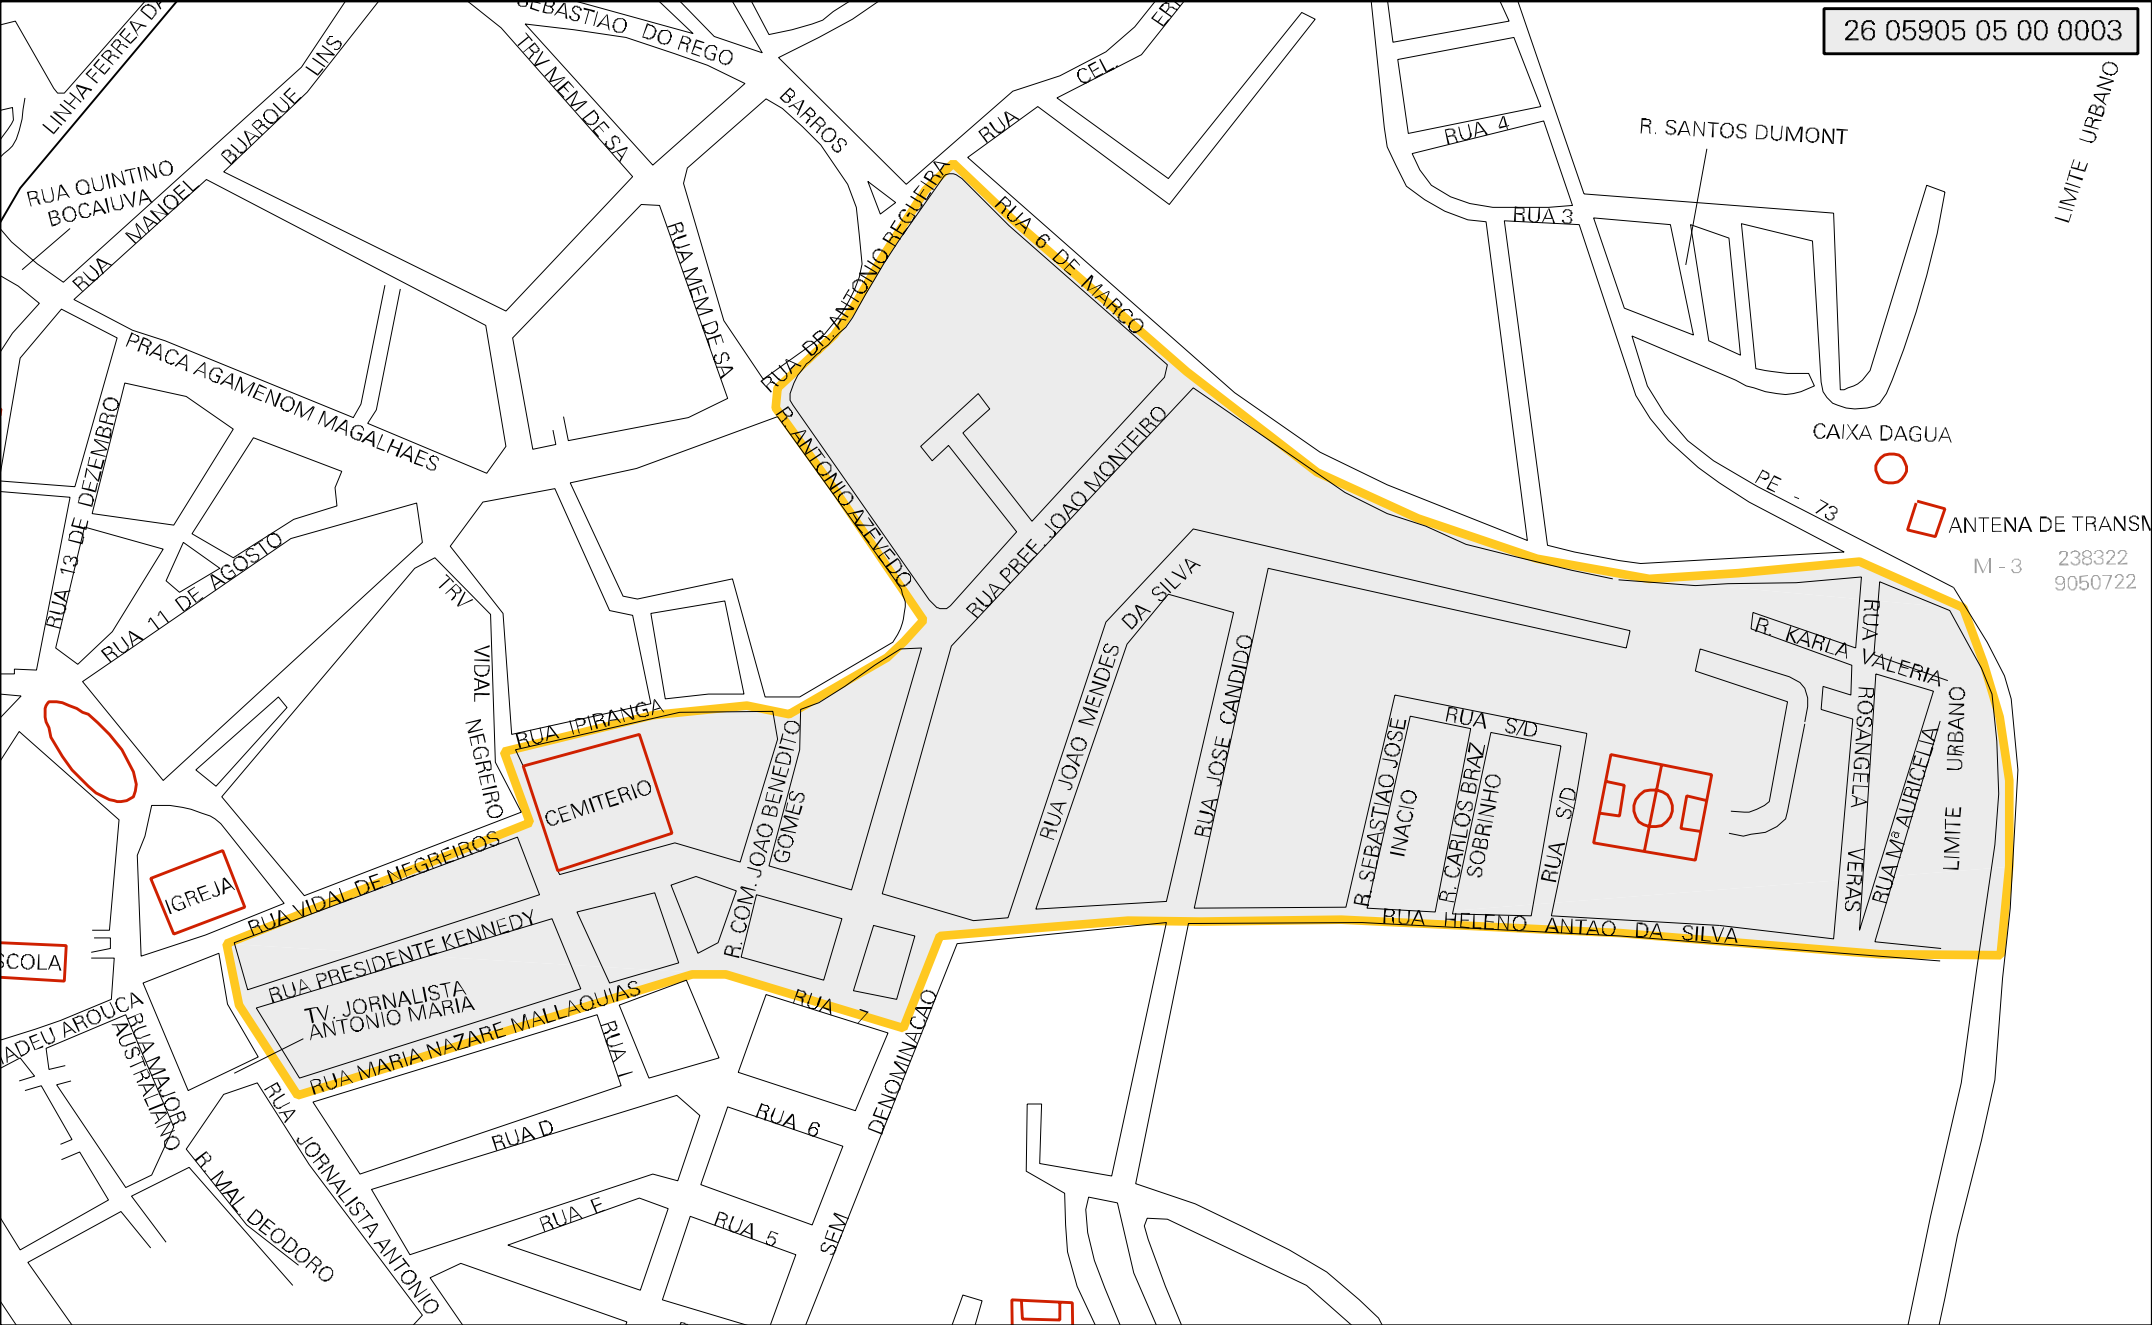 26 05905 05 00 0003
SEBASTIAO DO REGO
TRV MEM DE SA
BARROS
RUA CEL.
LINHA FERREA
RUA MANOEL BUARQUE LINS
RUA QUINTINO
BOCAIUVA
RUA 4
R. SANTOS DUMONT
LIMITE URBANO
RUA 3
RUA DR. ANTONIO REGUEIRA
RUA 6 DE MARCO
RUA MEM DE SA
PRACA AGAMENOM MAGALHAES
R. ANTONIO AZEVEDO
RUA PREF. JOAO MONTEIRO
CAIXA DAGUA
PE - 73
ANTENA DE TRANSM
M - 3 238322
9050722
RUA 13 DE DEZEMBRO
RUA 11 DE AGOSTO
TRV VIDAL NEGREIRO
RUA JOAO MENDES DA SILVA
RUA JOSE CANDIDO
R. KARLA VALERIA
RUA ROSANGELA VERAS
RUA Mª AURICELIA
LIMITE URBANO
RUA IPIRANGA
CEMITERIO
R. COM. JOAO BENEDITO
GOMES
RUA S/D
R. SEBASTIAO JOSE
INACIO
R. CARLOS BRAZ
SOBRINHO
RUA S/D
IGREJA
RUA VIDAL DE NEGREIROS
RUA PRESIDENTE KENNEDY
RUA HELENO ANTAO DA SILVA
SCOLA
TV. JORNALISTA
ANTONIO MARIA
RUA MARIA NAZARE MALLAQUIAS
RUA 7
ADEU AROUCA
RUA MAJOR
AUSTRALIANO
RUA I
RUA D
RUA 6
SEM DENOMINACAO
RUA JORNALISTA ANTONIO
R. MAL. DEODORO
RUA 5